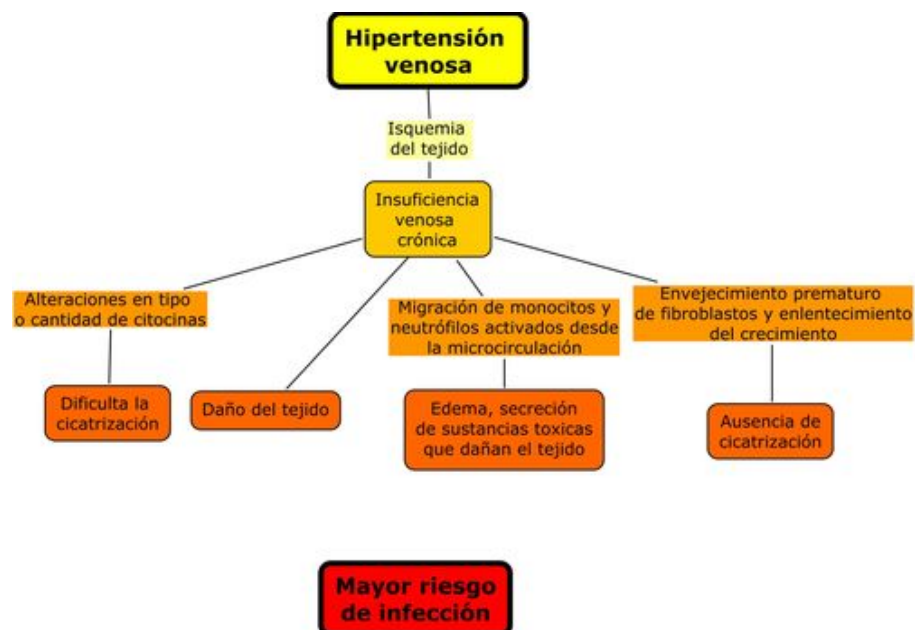 Hipertensión
venosa
Isquemia
del tejido
Insuficiencia
venosa
crónica
Alteraciones en tipo
o cantidad de citocinas
Migración de monocitos y
neutrófilos activados desde
la microcirculación
Envejecimiento prematuro
de fibroblastos y enlentecimiento
del crecimiento
Dificulta la
cicatrización
Daño del tejido
Edema, secreción
de sustancias toxicas
que dañan el tejido
Ausencia de
cicatrización
Mayor riesgo
de infección